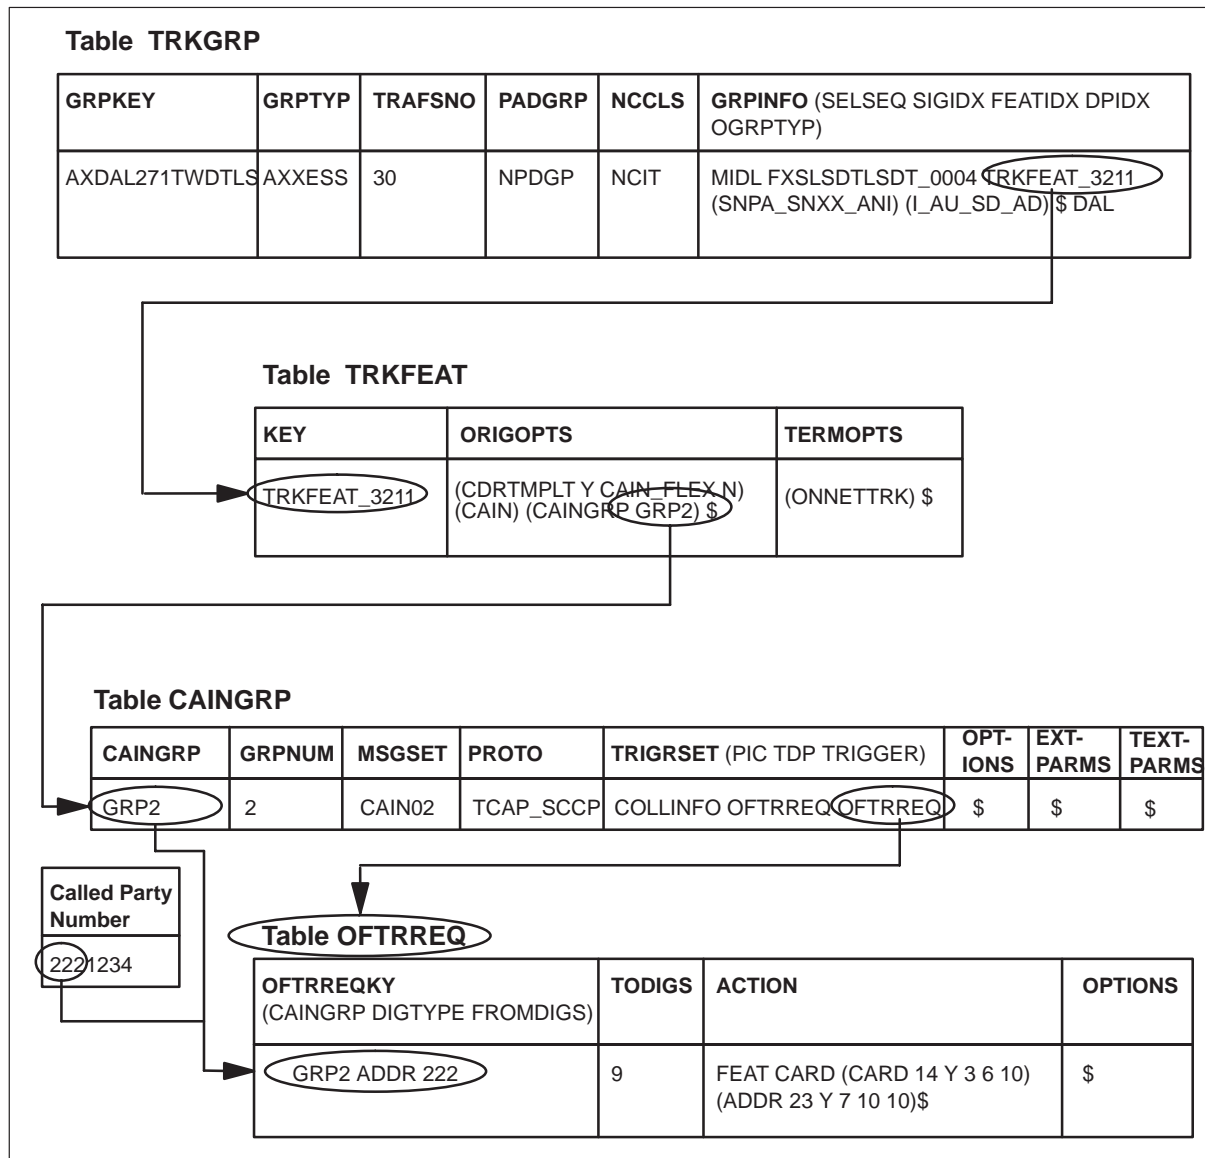 Table TRKGRP
GRPKEY GRPTYP TRAFSNO PADGRP NCCLS GRPINFO (SELSEQ SIGIDX FEATIDX DPIDX
OGRPTYP)
AXDAL271TWDTLS AXXESS 30 NPDGP NCIT MIDL FXSLSDTLSDT_0004 TRKFEAT_3211
(SNPA_SNXX_ANI) (I_AU_SD_AD) $ DAL
Table TRKFEAT
KEY ORIGOPTS TERMOPTS
TRKFEAT_3211 (CDRTMPLT Y CAIN_FLEX N) (ONNETTRK) $
(CAIN) (CAINGRP GRP2) $
Table CAINGRP
CAINGRP GRPNUM MSGSET PROTO TRIGRSET (PIC TDP TRIGGER) OPT- EXT- TEXT-
IONS PARMS PARMS
GRP2 2 CAIN02 TCAP_SCCP COLLINFO OFTRREQ OFTRREQ $ $ $
Called Party
Number
2221234
Table OFTRREQ
OFTRREQKY TODIGS ACTION OPTIONS
(CAINGRP DIGTYPE FROMDIGS)
GRP2 ADDR 222 9 FEAT CARD (CARD 14 Y 3 6 10) $
(ADDR 23 Y 7 10 10)$